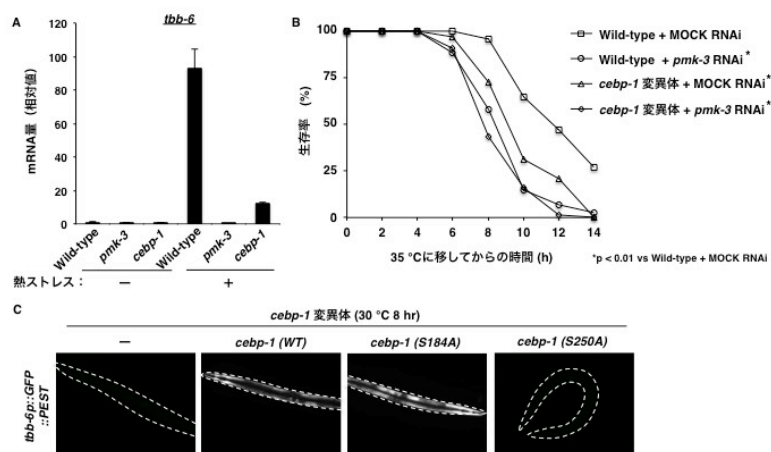 A
tbb-6
mRNA量 (相対値)
120
100
80
60
40
20
0
Wild-type
pmk-3
cebp-1
Wild-type
pmk-3
cebp-1
熱ストレス:
—
+
B
生存率 (%)
100
75
50
25
0
0 2 4 6 8 10 12 14
35 °Cに移してからの時間 (h)
Wild-type + MOCK RNAi
Wild-type + pmk-3 RNAi*
cebp-1 変異体 + MOCK RNAi*
cebp-1 変異体 + pmk-3 RNAi*
*p < 0.01 vs Wild-type + MOCK RNAi
C
cebp-1 変異体 (30 °C 8 hr)
—
cebp-1 (WT)
cebp-1 (S184A)
cebp-1 (S250A)
tbb-6p::GFP
::PEST